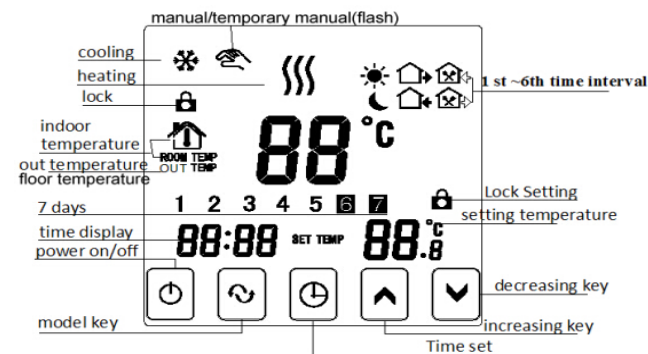 manual/temporary manual(flash)
cooling
heating
1 st ~6th time interval
lock
88°C
indoor
temperature
ROOM TEMP
out temperature
OUT TEMP
floor temperature
Lock Setting
7 days
1 2 3 4 5 6 7
setting temperature
time display
88:88 SET TEMP 88.8°C
power on/off
decreasing key
model key
increasing key
Time set